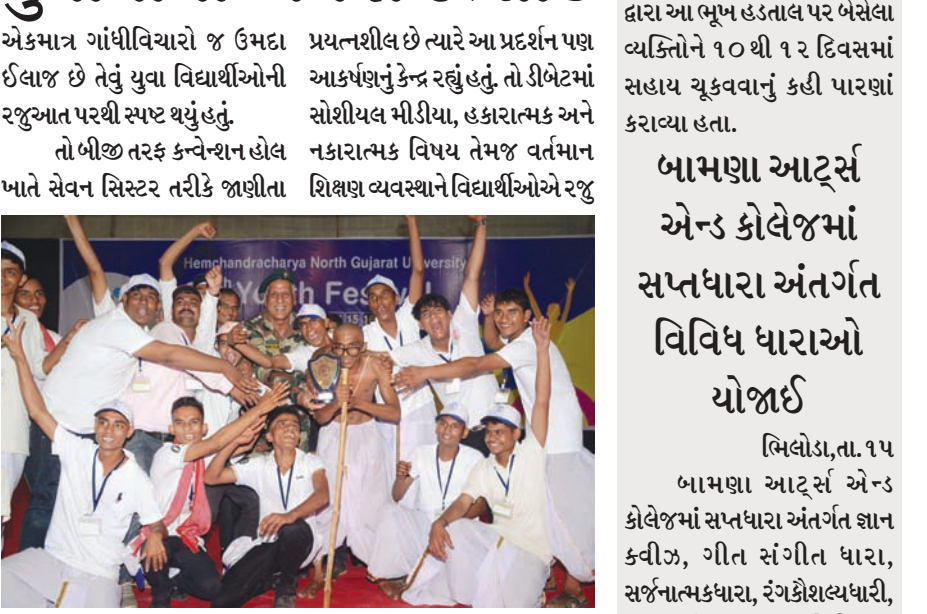 એકમાત્ર ગાંધીવિચારો જ ઉમદા
ઈલાજ છે તેવું યુવા વિદ્યાર્થીઓની
રજુઆત પરથી સ્પષ્ટ થયું હતું.
તો બીજી તરફ કન્વેન્શન હોલ
ખાતે સેવન સિસ્ટર તરીકે જાણીતા
પ્રયત્નશીલ છે ત્યારે આ પ્રદર્શન પણ
આકર્ષણનું કેન્દ્ર રહ્યું હતું. તો ડીબેટમાં
સોશીયલ મીડીયા, હકારાત્મક અને
નકારાત્મક વિષય તેમજ વર્તમાન
શિક્ષણ વ્યવસ્થાને વિદ્યાર્થીઓએ રજુ
Hemchandracharya North Gujarat University
Youth Festival
દ્વારા આ ભૂખ હડતાલ પર બેસેલા
વ્યક્તિોને ૧૦ થી ૧૨ દિવસમાં
સહાય ચૂકવવાનું કહી પારણાં
કરાવ્યા હતા.
બામણા આટ્ર્સ
એન્ડ કોલેજમાં
સપ્તધારા અંતર્ગત
વિવિધ ધારાઓ
યોજાઈ
ભિલોડા,તા. ૧૫
બામણા આટ્ર્સ એન્ડ
કોલેજમાં સપ્તધારા અંતર્ગત જ્ઞાન
કવીઝ, ગીત સંગીત ધારા,
સર્જનાત્મકધારા, રંગકૌશલ્યધારી,